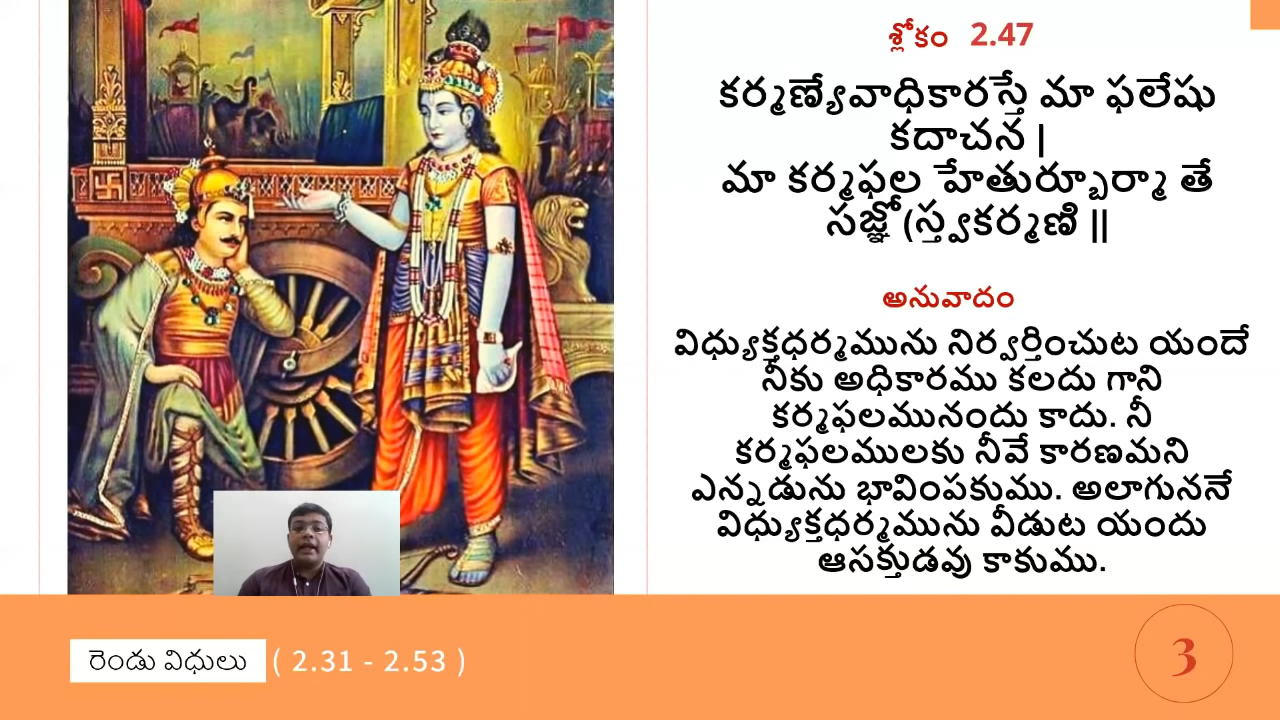 శ్లోకం 2.47
కర్మణ్యేవాధికారస్తే మా ఫలేషు
కదాచన |
మా కర్మఫల హేతుర్భూర్మా తే
సజ్ఞో(స్త్వకర్మణి ||
అనువాదం
విధ్యుక్తధర్మమును నిర్వర్తించుట యందే
నీకు అధికారము కలదు గాని
కర్మఫలమునందు కాదు. నీ
కర్మఫలములకు నీవే కారణమని
ఎన్నడును భావింపకుము. అలాగుననే
విధ్యుక్తధర్మమును వీడుట యందు
ఆసక్తుడవు కాకుము.
రెండు విధులు ( 2.31 - 2.53 )
3